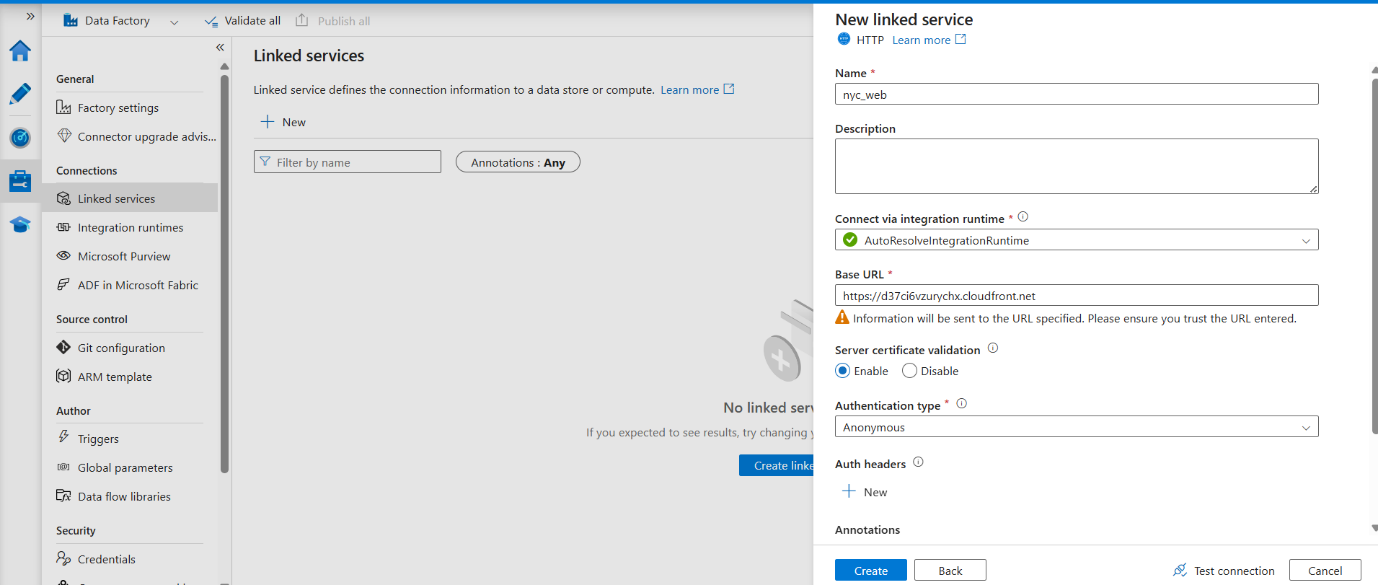 Data Factory
Validate all
Publish all
General
Factory settings
Connector upgrade advis...
Connections
Linked services
Integration runtimes
Microsoft Purview
ADF in Microsoft Fabric
Source control
Git configuration
ARM template
Author
Triggers
Global parameters
Data flow libraries
Security
Credentials
Linked services
Linked service defines the connection information to a data store or compute. Learn more
New
Filter by name
Annotations : Any
No linked serv
If you expected to see results, try changing y
Create linke
New linked service
HTTP Learn more
Name *
nyc_web
Description
Connect via integration runtime *
AutoResolveIntegrationRuntime
Base URL *
https://d37ci6vzurychx.cloudfront.net
Information will be sent to the URL specified. Please ensure you trust the URL entered.
Server certificate validation
Enable Disable
Authentication type *
Anonymous
Auth headers
New
Annotations
Create Back Test connection Cancel